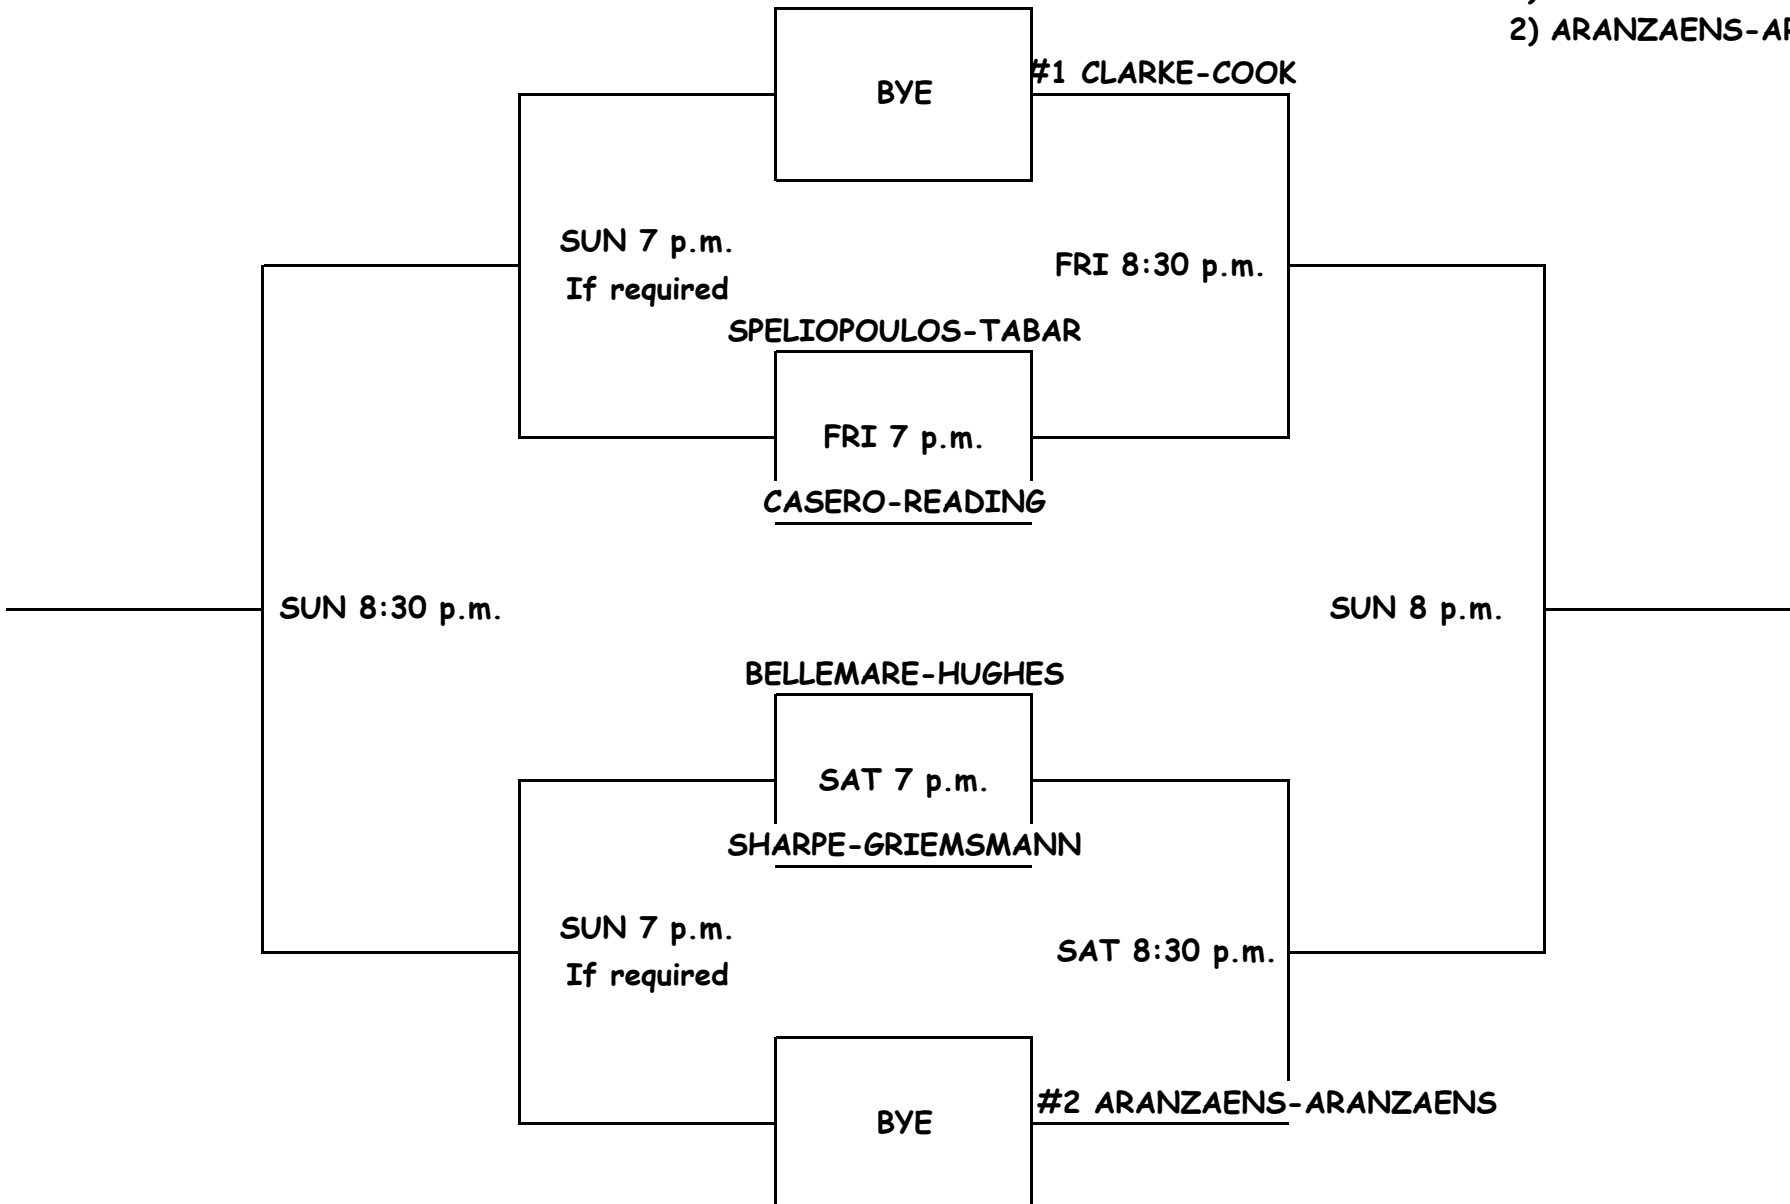 2) ARANZAENS-AR
#1 CLARKE-COOK
BYE
SUN 7 p.m.
If required
FRI 8:30 p.m.
SPELIOPOULOS-TABAR
FRI 7 p.m.
CASERO-READING
SUN 8:30 p.m.
SUN 8 p.m.
BELLEMARE-HUGHES
SAT 7 p.m.
SHARPE-GRIEMSMANN
SUN 7 p.m.
If required
SAT 8:30 p.m.
#2 ARANZAENS-ARANZAENS
BYE